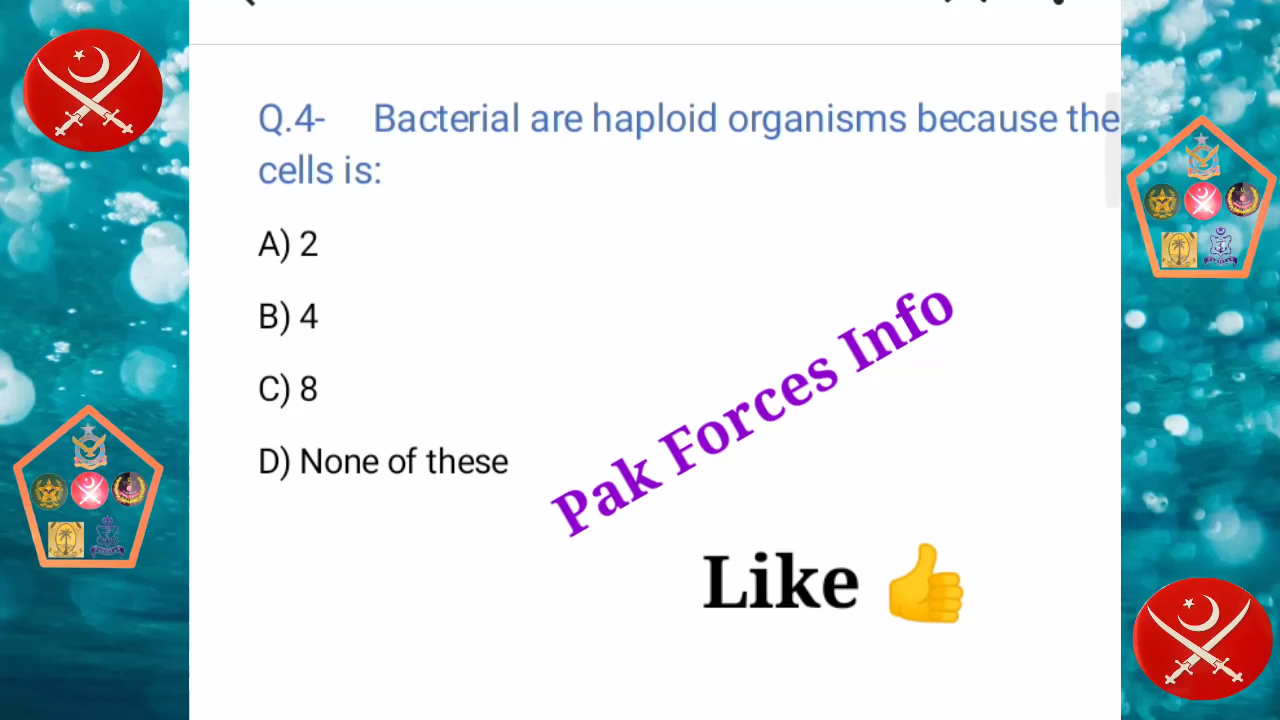 Q.4- Bacterial are haploid organisms because the
cells is:
A) 2
B) 4
C) 8
D) None of these
Pak Forces Info
Like 👍